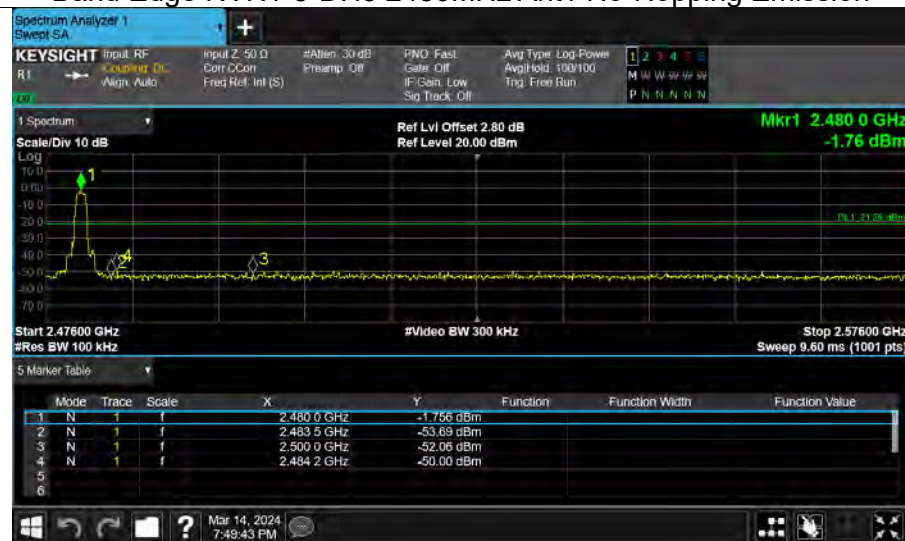 Spectrum Analyzer 1
Swept SA
+
KEYSIGHT Input: RF Input Z: 50 Ω #Atten: 30 dB PNO: Fast Avg Type: Log-Power 1 2 3 4 5 6
R1 Coupling: DC Corr CCorr Preamp: Off Gate: Off Avg|Hold: 100/100 M W W W W W
Align: Auto Freq Ref: Int (S) IF Gain: Low Trig: Free Run
Sig Track: Off P N N N N N
1 Spectrum Ref Lvl Offset 2.80 dB Mkr1 2.480 0 GHz
Scale/Div 10 dB Ref Level 20.00 dBm -1.76 dBm
Log
10.0
0.00
-10.0
-20.0
-30.0
-40.0
-50.0
-60.0
-70.0
1
4
2
3
Start 2.47600 GHz #Video BW 300 kHz Stop 2.57600 GHz
#Res BW 100 kHz Sweep 9.60 ms (1001 pts)
5 Marker Table
Mode Trace Scale X Y Function Function Width Function Value
1 N 1 f 2.480 0 GHz -1.756 dBm
2 N 1 f 2.483 5 GHz -53.69 dBm
3 N 1 f 2.500 0 GHz -52.06 dBm
4 N 1 f 2.484 2 GHz -50.00 dBm
5
6
? Mar 14, 2024
7:49:43 PM